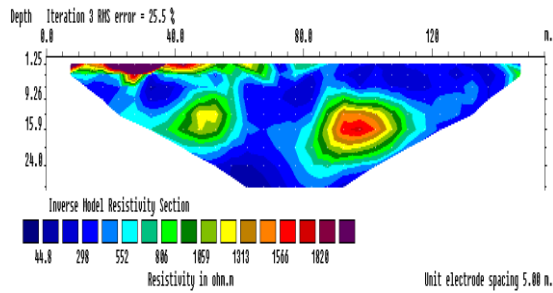 Depth Iteration 3 RMS error = 25.5 %
0.0 40.0 80.0 120 m.
1.25
9.26
15.9
24.8
Inverse Model Resistivity Section
44.8 298 552 806 1059 1313 1566 1820
Resistivity in ohm.m
Unit electrode spacing 5.00 m.